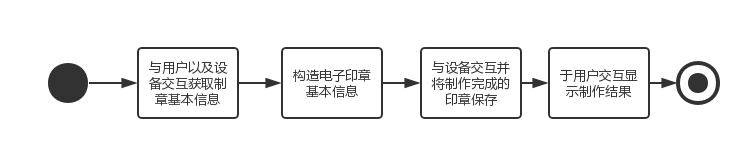 与用户以及设
备交互获取制
章基本信息
构造电子印章
基本信息
与设备交互并
将制作完成的
印章保存
于用户交互显
示制作结果